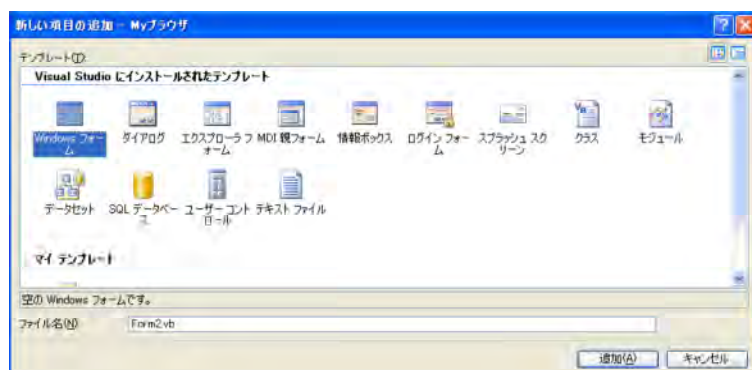 新しい項目の追加 - Myブラウザ
テンプレート(T):
Visual Studio にインストールされたテンプレート
Windows フォーム
ダイアログ
エクスプローラ フォーム
MDI 親フォーム
情報ボックス
ログイン フォーム
スプラッシュ スクリーン
クラス
モジュール
データセット
SQL データベース
ユーザー コントロール
テキスト ファイル
マイ テンプレート
空の Windows フォームです。
ファイル名(N)
Form2.vb
追加(A)
キャンセル